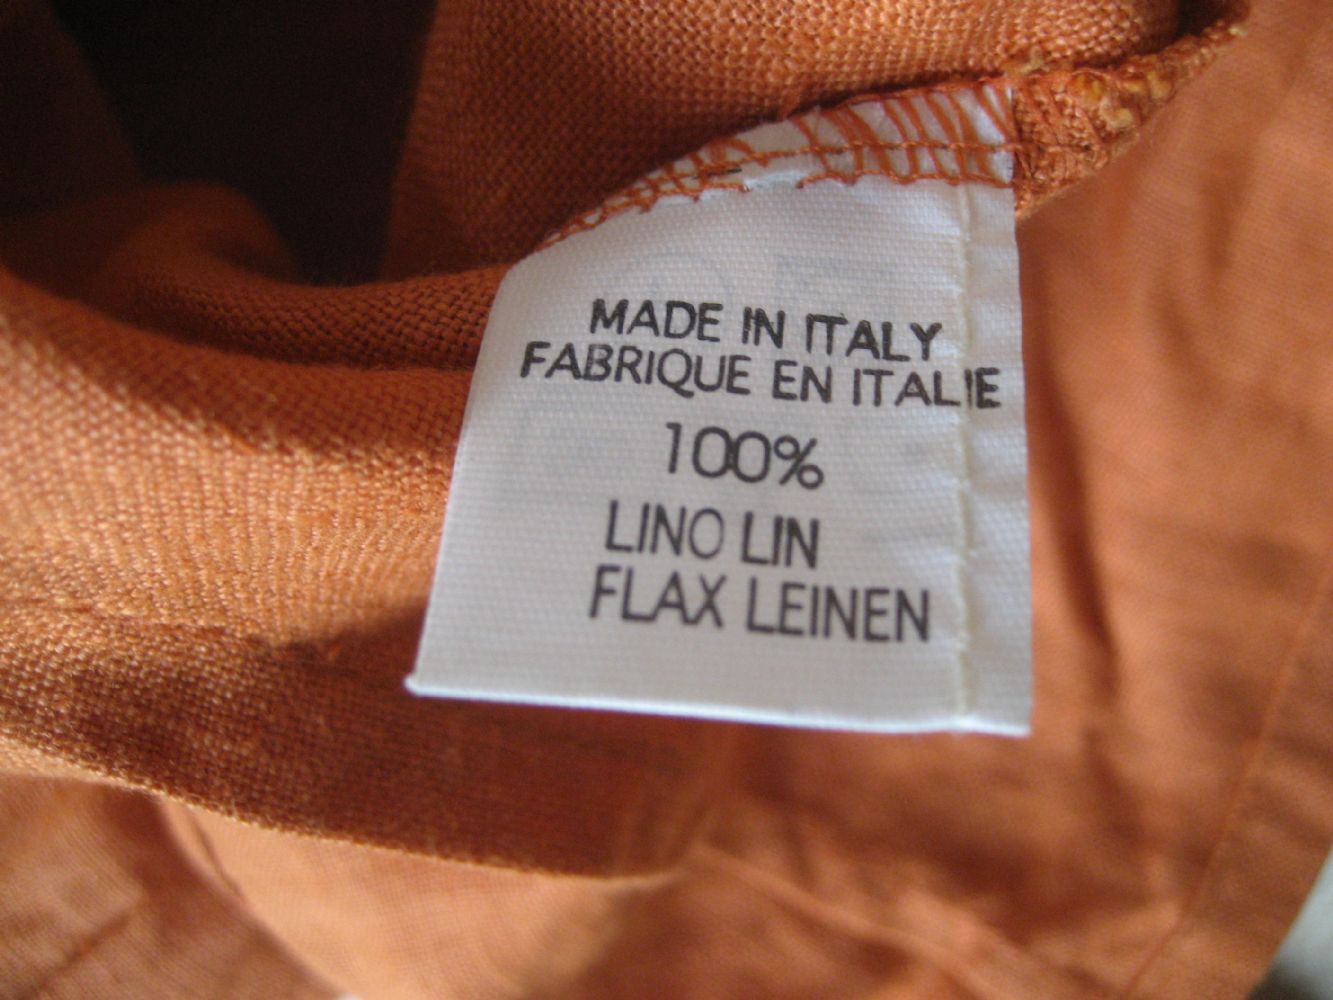 MADE IN ITALY
FABRIQUE EN ITALIE
100%
LINO LIN
FLAX LEINEN